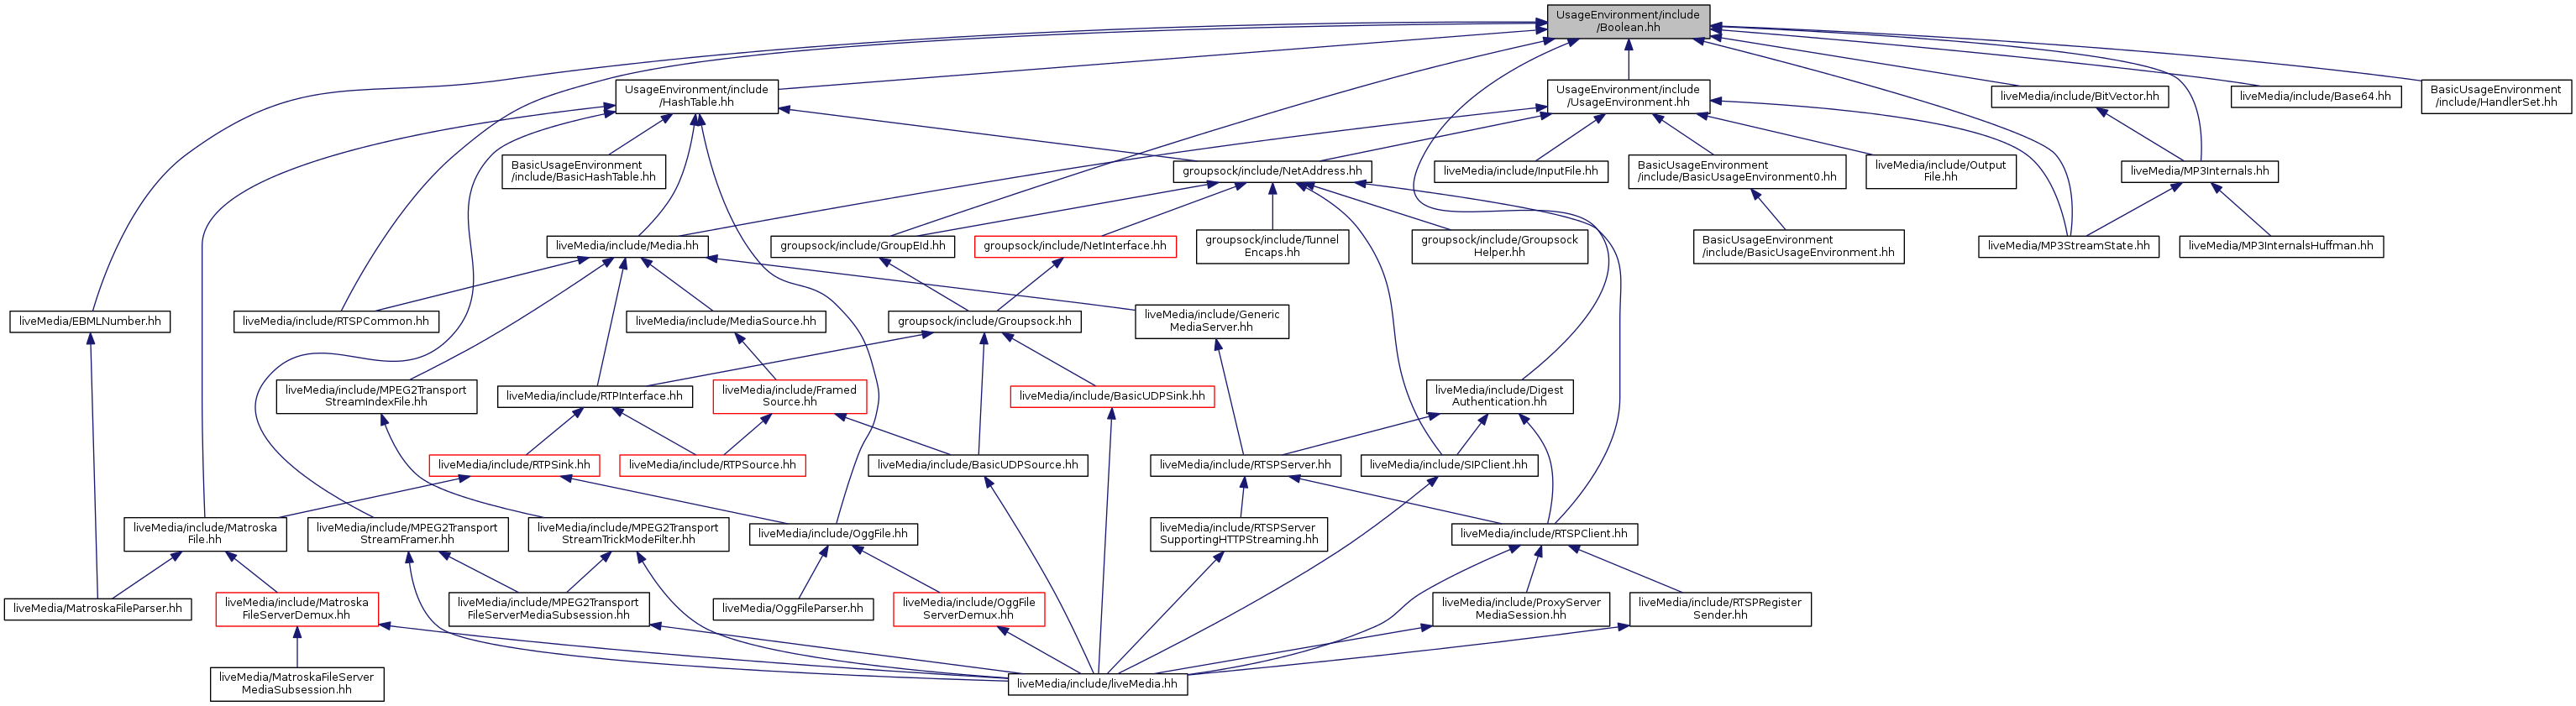 UsageEnvironment/include
/Boolean.hh
UsageEnvironment/include
/HashTable.hh
UsageEnvironment/include
/UsageEnvironment.hh
liveMedia/include/BitVector.hh
liveMedia/include/Base64.hh
BasicUsageEnvironment
/include/HandlerSet.hh
BasicUsageEnvironment
/include/BasicHashTable.hh
groupsock/include/NetAddress.hh
liveMedia/include/InputFile.hh
BasicUsageEnvironment
/include/BasicUsageEnvironment0.hh
liveMedia/include/Output
File.hh
liveMedia/MP3Internals.hh
liveMedia/include/Media.hh
groupsock/include/GroupEId.hh
groupsock/include/NetInterface.hh
groupsock/include/Tunnel
Encaps.hh
groupsock/include/Groupsock
Helper.hh
BasicUsageEnvironment
/include/BasicUsageEnvironment.hh
liveMedia/MP3StreamState.hh
liveMedia/MP3InternalsHuffman.hh
liveMedia/EBMLNumber.hh
liveMedia/include/RTSPCommon.hh
liveMedia/include/MediaSource.hh
groupsock/include/Groupsock.hh
liveMedia/include/Generic
MediaServer.hh
liveMedia/include/MPEG2Transport
StreamIndexFile.hh
liveMedia/include/RTPInterface.hh
liveMedia/include/Framed
Source.hh
liveMedia/include/BasicUDPSink.hh
liveMedia/include/Digest
Authentication.hh
liveMedia/include/RTPSink.hh
liveMedia/include/RTPSource.hh
liveMedia/include/BasicUDPSource.hh
liveMedia/include/RTSPServer.hh
liveMedia/include/SIPClient.hh
liveMedia/include/Matroska
File.hh
liveMedia/include/MPEG2Transport
StreamFramer.hh
liveMedia/include/MPEG2Transport
StreamTrickModeFilter.hh
liveMedia/include/OggFile.hh
liveMedia/include/RTSPServer
SupportingHTTPStreaming.hh
liveMedia/include/RTSPClient.hh
liveMedia/MatroskaFileParser.hh
liveMedia/include/Matroska
FileServerDemux.hh
liveMedia/include/MPEG2Transport
FileServerMediaSubsession.hh
liveMedia/OggFileParser.hh
liveMedia/include/OggFile
ServerDemux.hh
liveMedia/include/ProxyServer
MediaSession.hh
liveMedia/include/RTSPRegister
Sender.hh
liveMedia/MatroskaFileServer
MediaSubsession.hh
liveMedia/include/liveMedia.hh